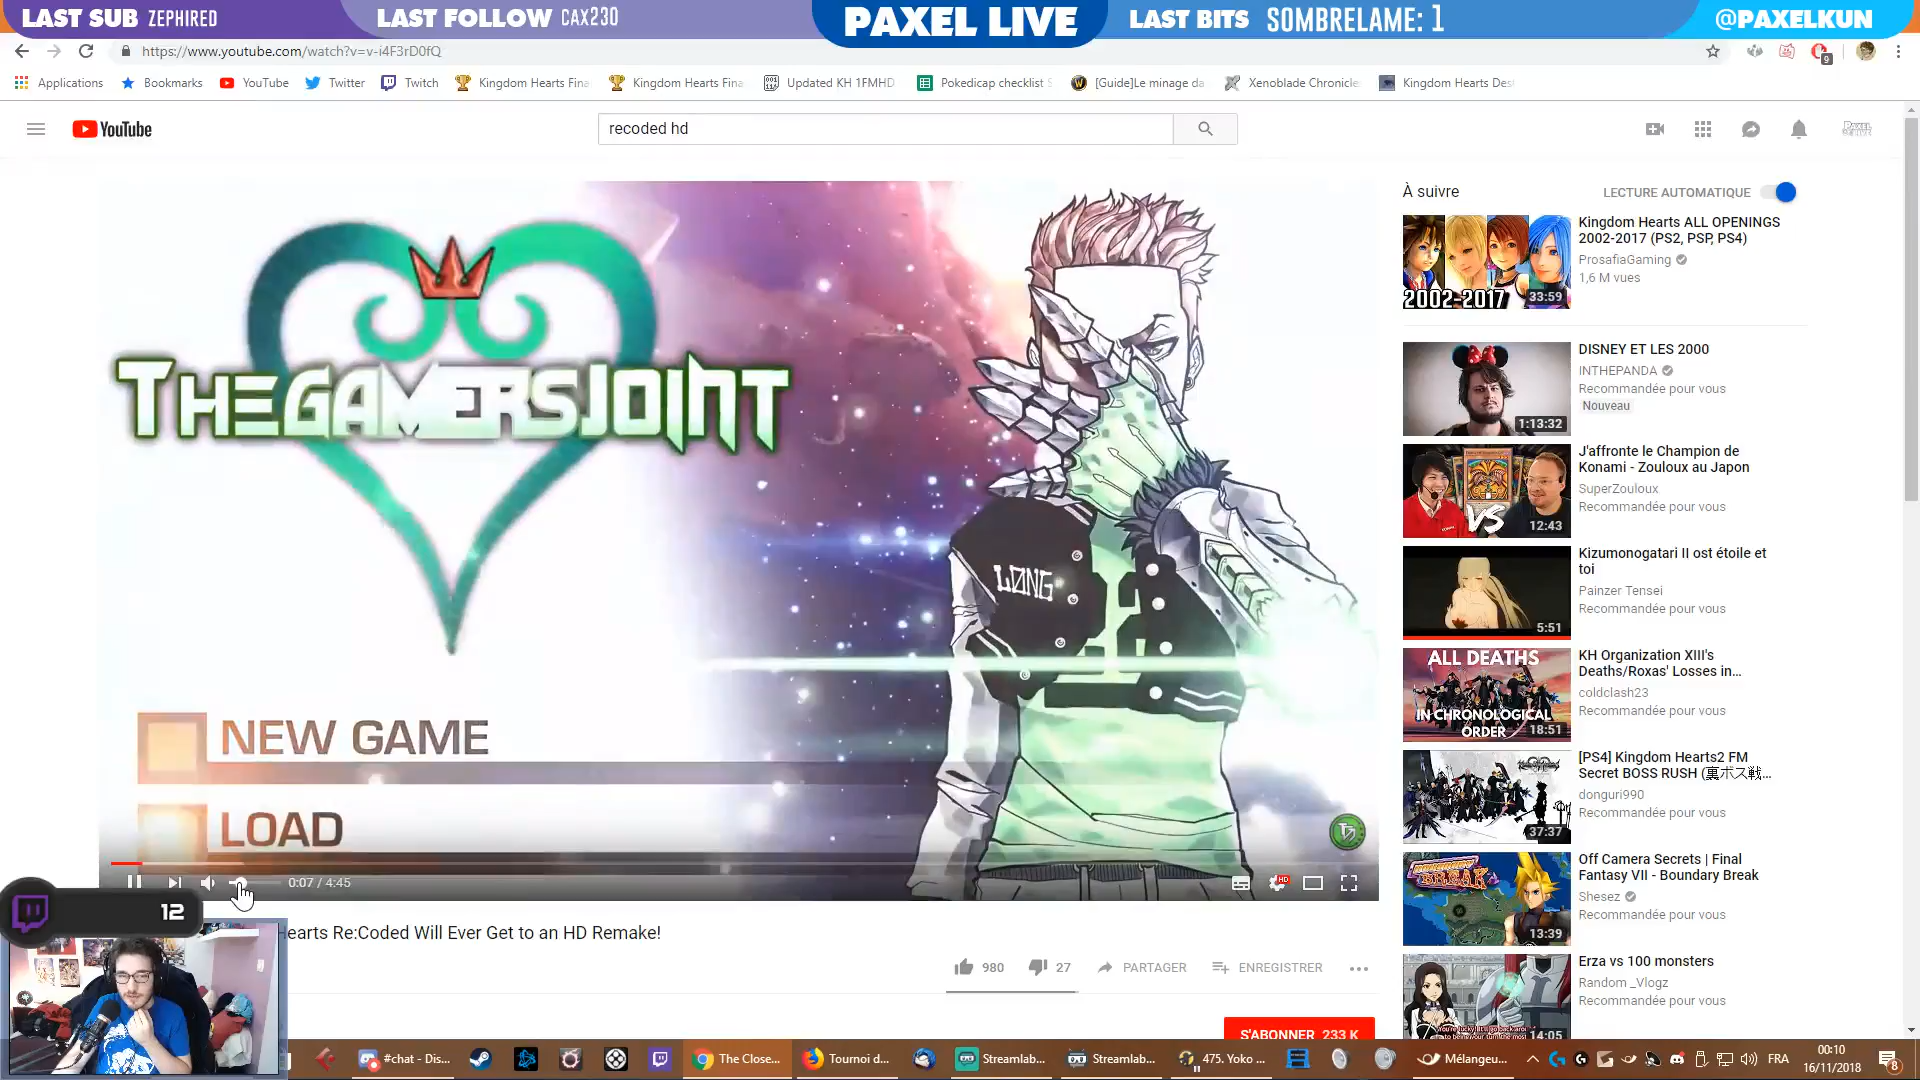 LAST SUB ZEPHIRED
LAST FOLLOW CAX230
PAXEL LIVE
LAST BITS SOMBRELAME: 1
@PAXELKUN
https://www.youtube.com/watch?v=v-i4F3rD0fQ
9
Applications
Bookmarks
YouTube
Twitter
Twitch
Kingdom Hearts Fina
Kingdom Hearts Fina
Updated KH 1FMHD
Pokedicap checklist S
[Guide]Le minage da
Xenoblade Chronicle
Kingdom Hearts Des
YouTube
recoded hd
THEGAMERSJOINT
LONG
NEW GAME
LOAD
0:07 / 4:45
HD
12
earts Re:Coded Will Ever Get to an HD Remake!
980
27
PARTAGER
ENREGISTRER
S'ABONNER 233 K
À suivre
LECTURE AUTOMATIQUE
2002-2017
33:59
Kingdom Hearts ALL OPENINGS
2002-2017 (PS2, PSP, PS4)
ProsafiaGaming
1,6 M vues
1:13:32
DISNEY ET LES 2000
INTHEPANDA
Recommandée pour vous
Nouveau
VS
12:43
J'affronte le Champion de
Konami - Zouloux au Japon
SuperZouloux
Recommandée pour vous
5:51
Kizumonogatari II ost étoile et
toi
Painzer Tensei
Recommandée pour vous
ALL DEATHS
IN CHRONOLOGICAL
ORDER
18:51
KH Organization XIII's
Deaths/Roxas' Losses in...
coldclash23
Recommandée pour vous
37:37
[PS4] Kingdom Hearts2 FM
Secret BOSS RUSH (裏ボス戦...
donguri990
Recommandée pour vous
BREAK
13:39
Off Camera Secrets | Final
Fantasy VII - Boundary Break
Shesez
Recommandée pour vous
14:05
Erza vs 100 monsters
Random _Vlogz
Recommandée pour vous
#chat - Dis...
The Close...
Tournoi d...
Streamlab...
Streamlab...
475. Yoko ...
Mélangeu...
FRA
00:10
16/11/2018
8